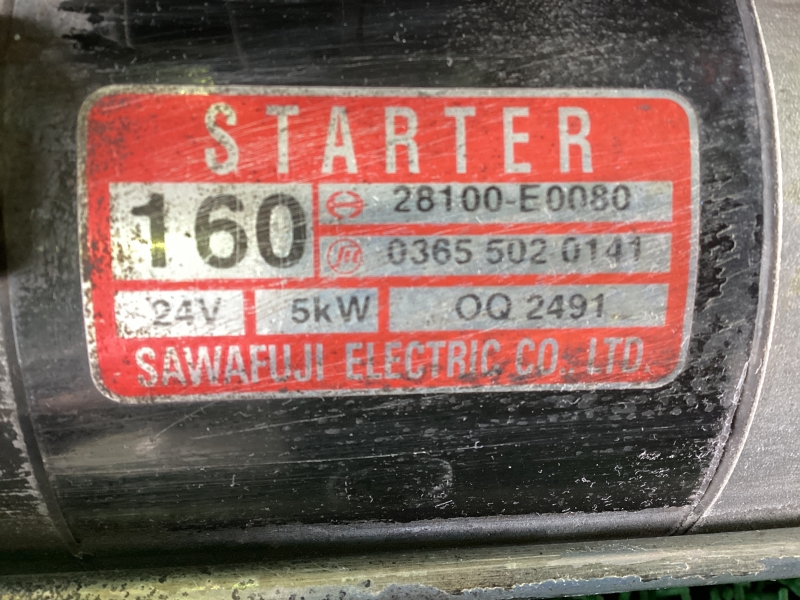 STARTER
160
28100-E0080
0365 502 0141
24V 5kW OQ 2491
SAWAFUJI ELECTRIC CO., LTD.